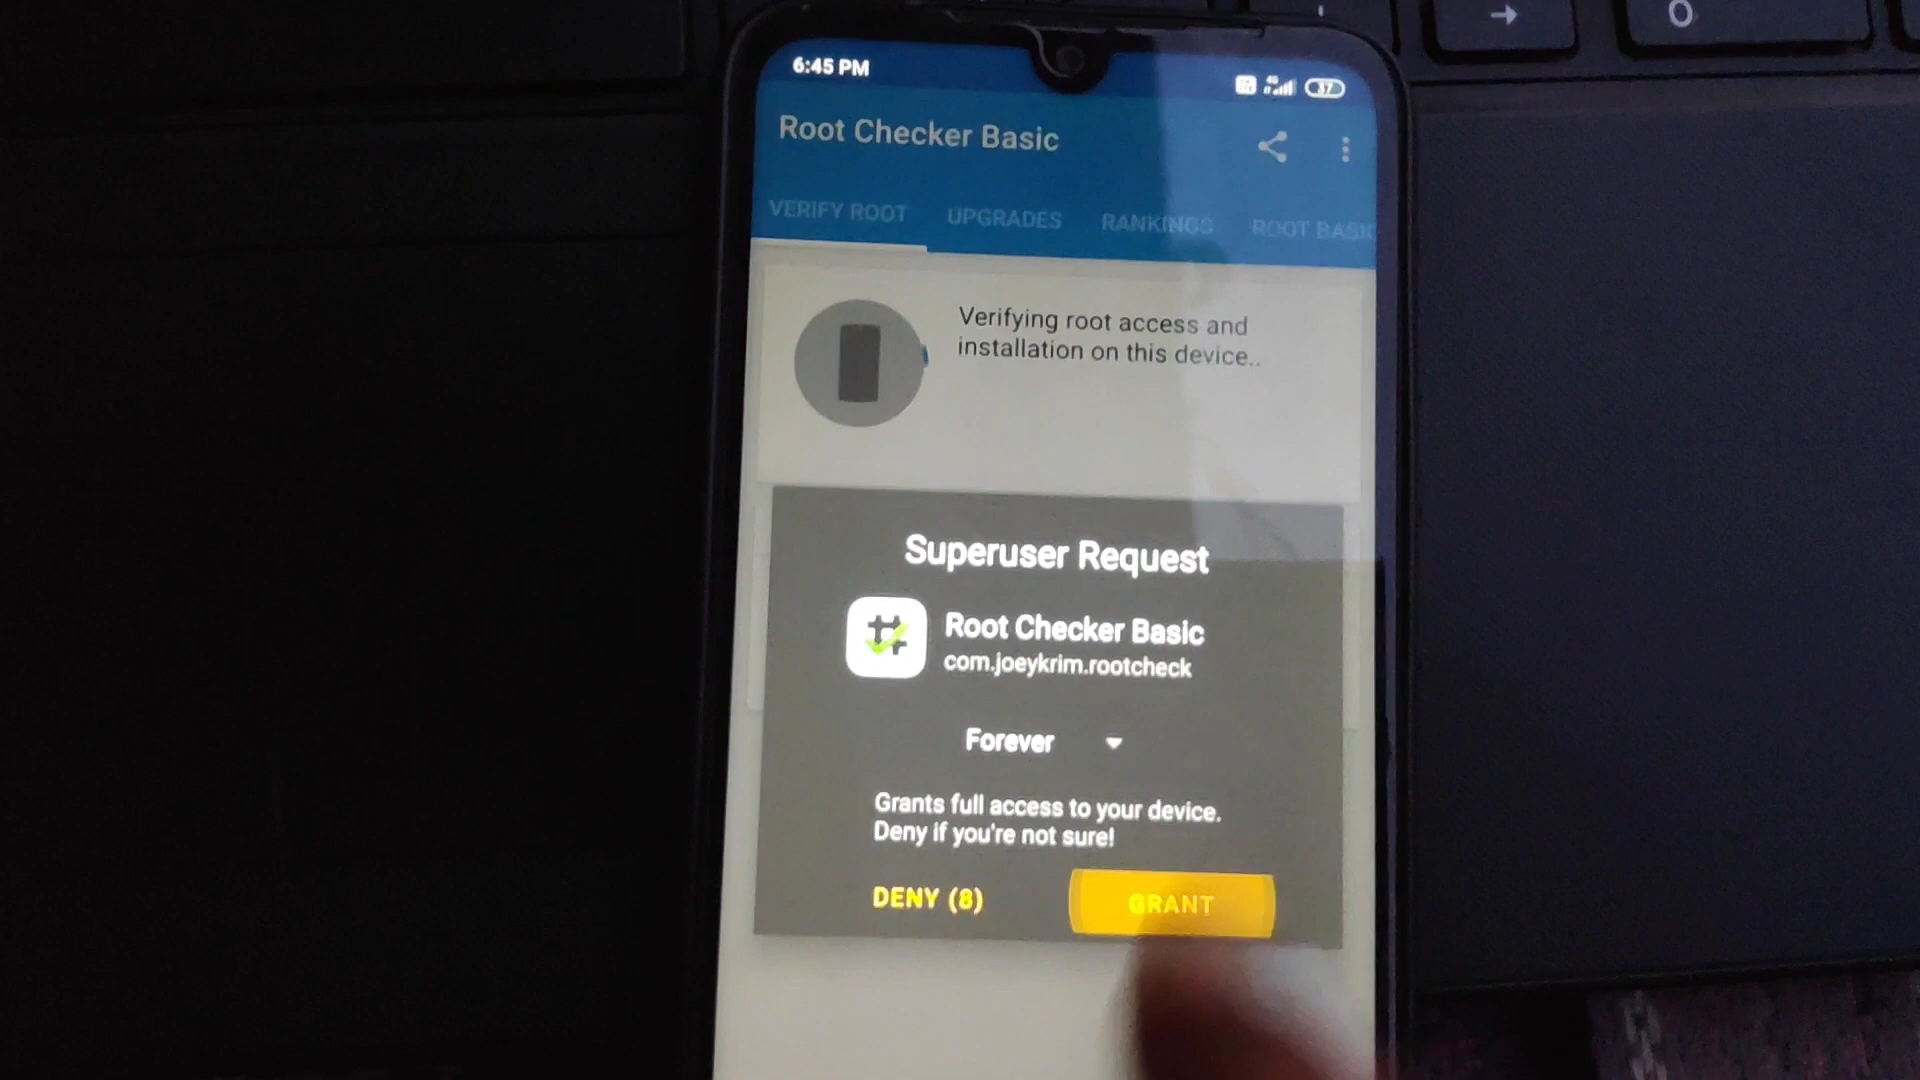 →
O
6:45 PM
4G
37
Root Checker Basic
VERIFY ROOT
UPGRADES
RANKINGS
ROOT BASIC
Verifying root access and
installation on this device..
Superuser Request
Root Checker Basic
com.joeykrim.rootcheck
Forever
Grants full access to your device.
Deny if you're not sure!
DENY (8)
GRANT